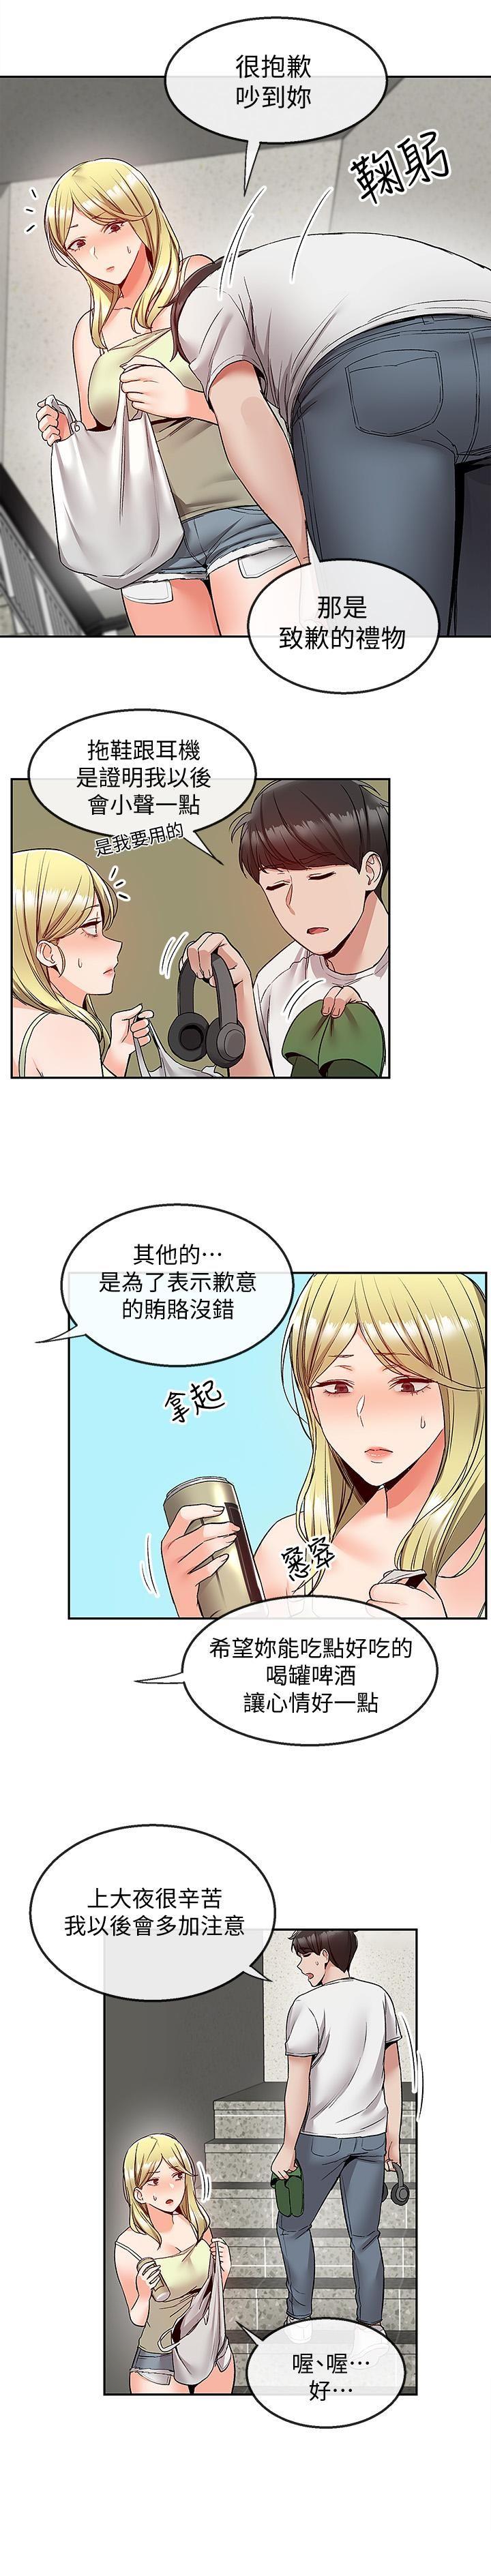 很抱歉
吵到妳
鞠躬
那是
致歉的禮物
拖鞋跟耳機
是證明我以後
會小聲一點
是我要用的
其他的…
是為了表示歉意
的賄賂沒錯
拿起
窸窣
希望妳能吃點好吃的
喝罐啤酒
讓心情好一點
上大夜很辛苦
我以後會多加注意
喔、喔…
好…